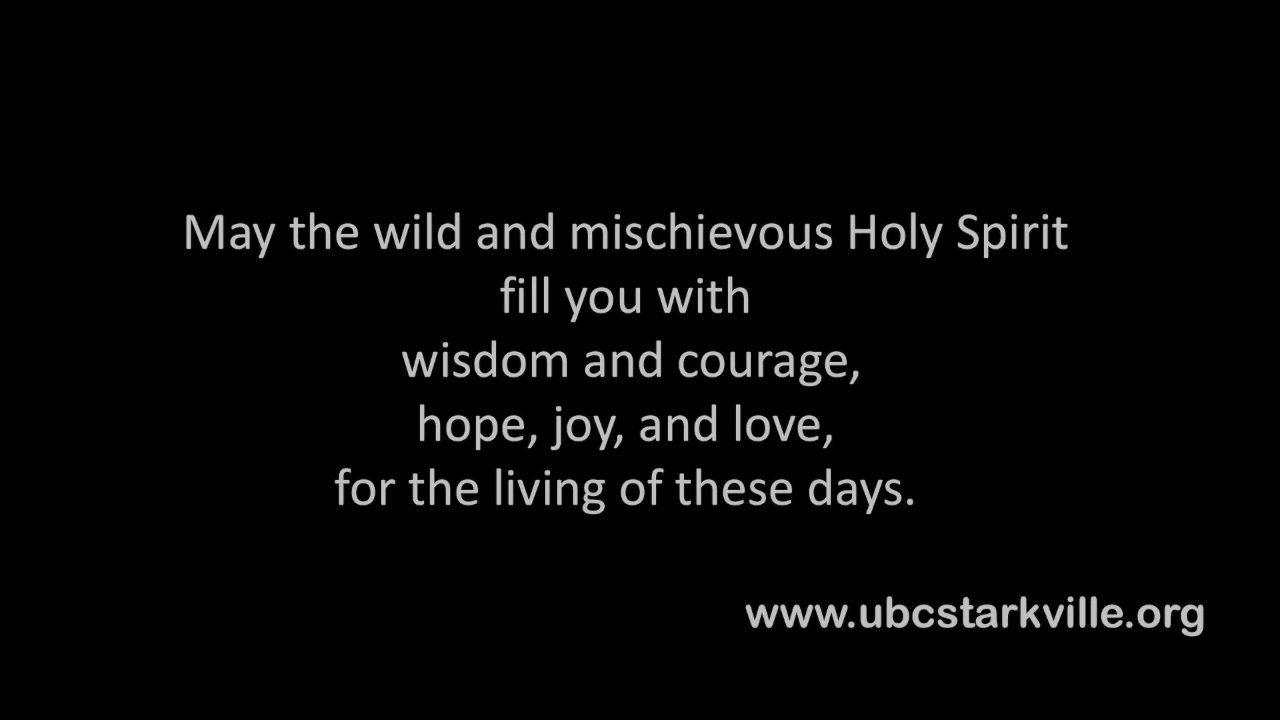 May the wild and mischievous Holy Spirit
fill you with
wisdom and courage,
hope, joy, and love,
for the living of these days.
www.ubcstarkville.org